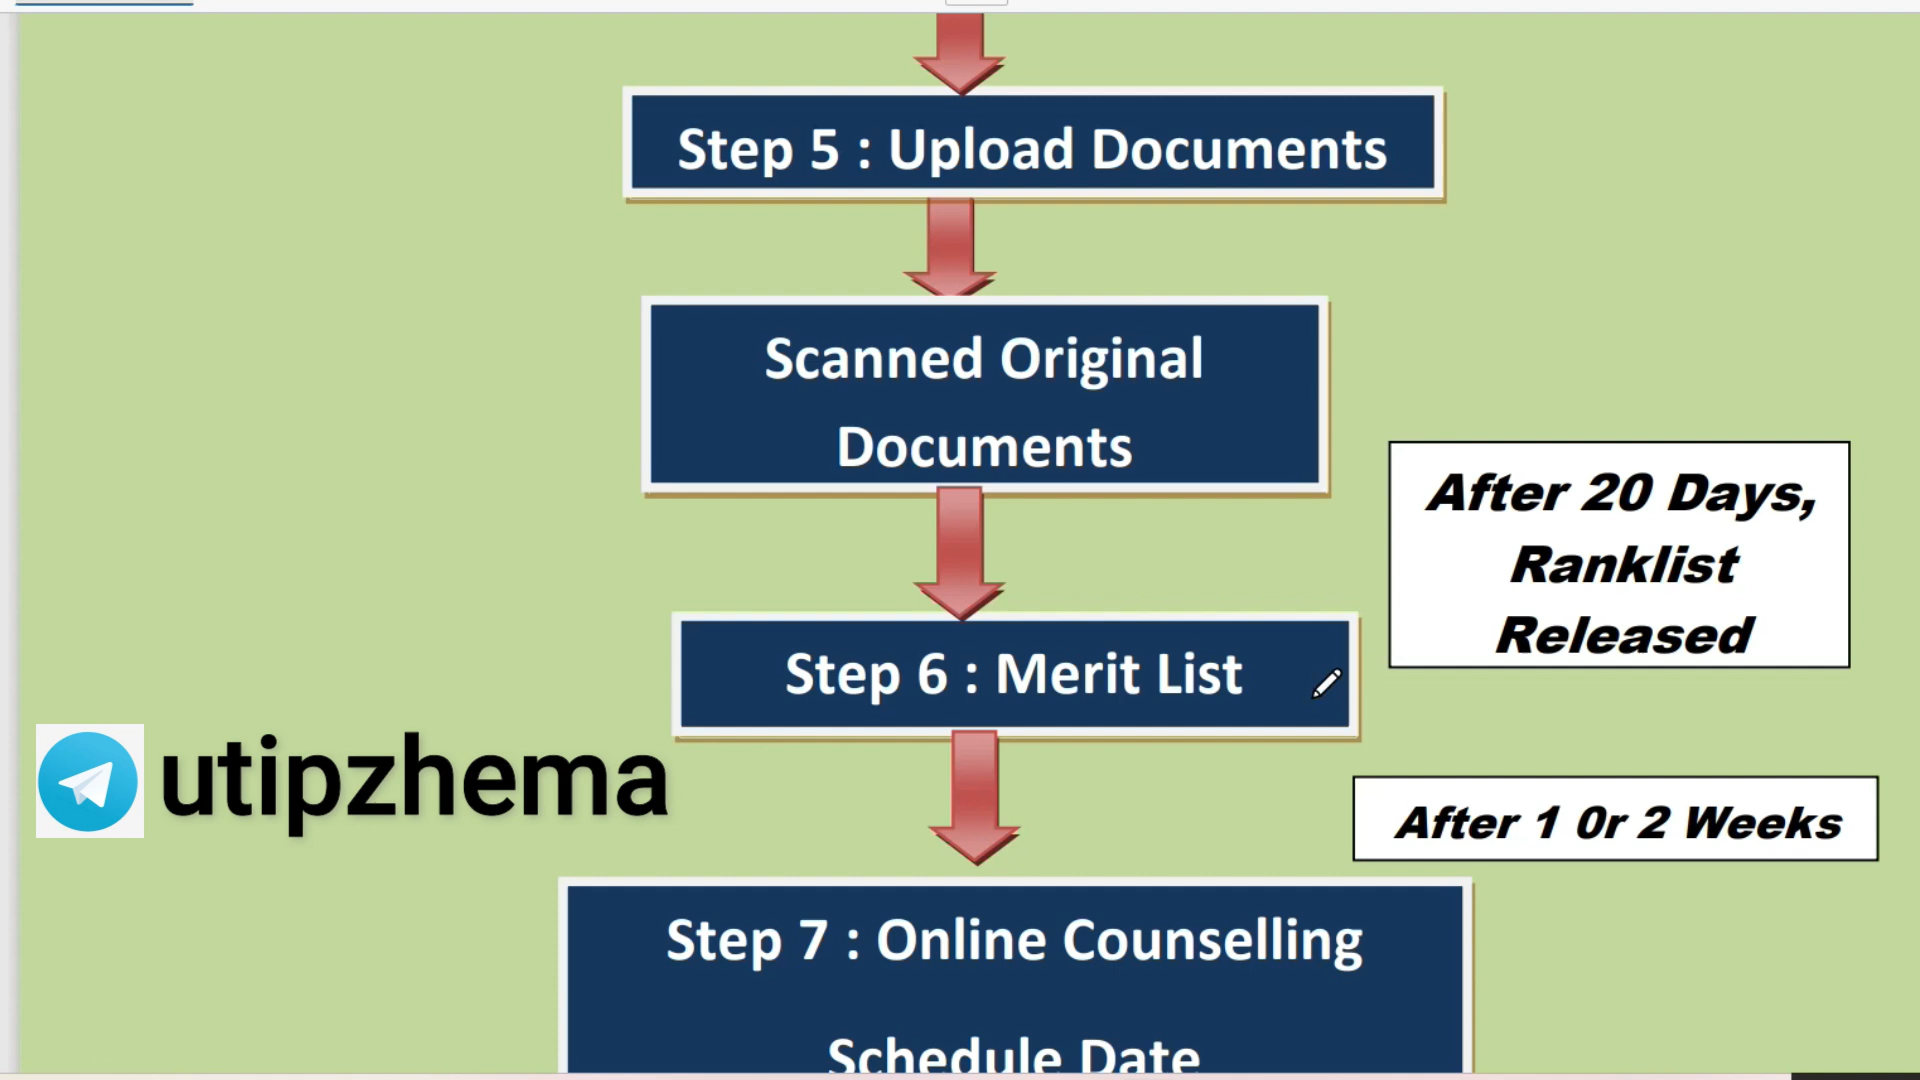 Step 5 : Upload Documents
Scanned Original
Documents
After 20 Days,
Ranklist
Released
Step 6 : Merit List
utipzhema
After 1 0r 2 Weeks
Step 7 : Online Counselling
Schedule Date